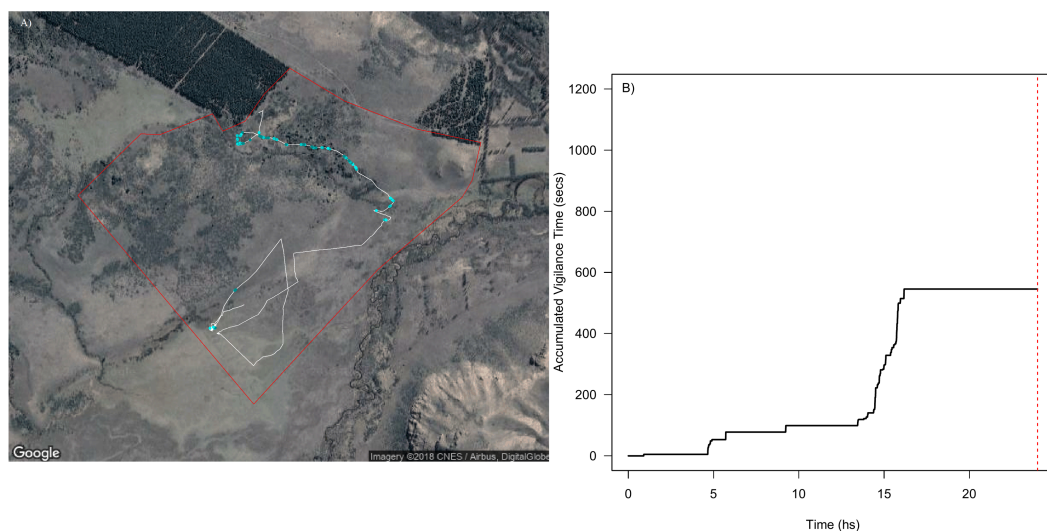 A)
Google
Imagery ©2018 CNES / Airbus, DigitalGlobe
B)
Accumulated Vigilance Time (secs)
1200
1000
800
600
400
200
0
0 5 10 15 20
Time (hs)